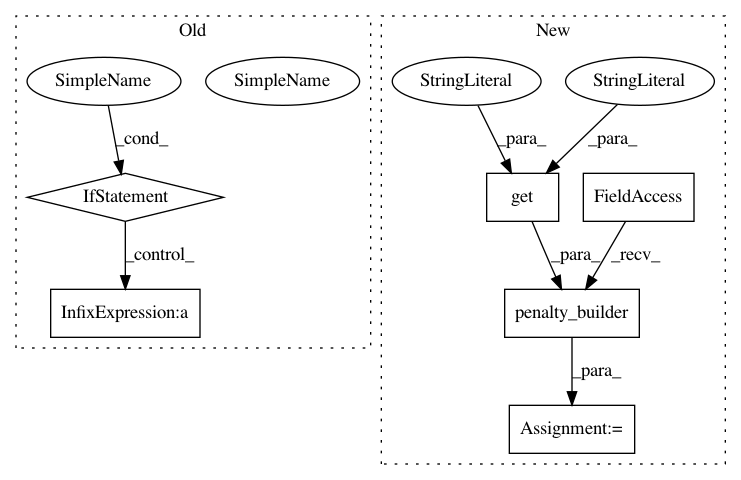 Old
New
SimpleName
SimpleName
StringLiteral
StringLiteral
_cond_
_para_
_para_
IfStatement
get
FieldAccess
_control_
_para_
_recv_
InfixExpression:a
penalty_builder
_para_
Assignment:=